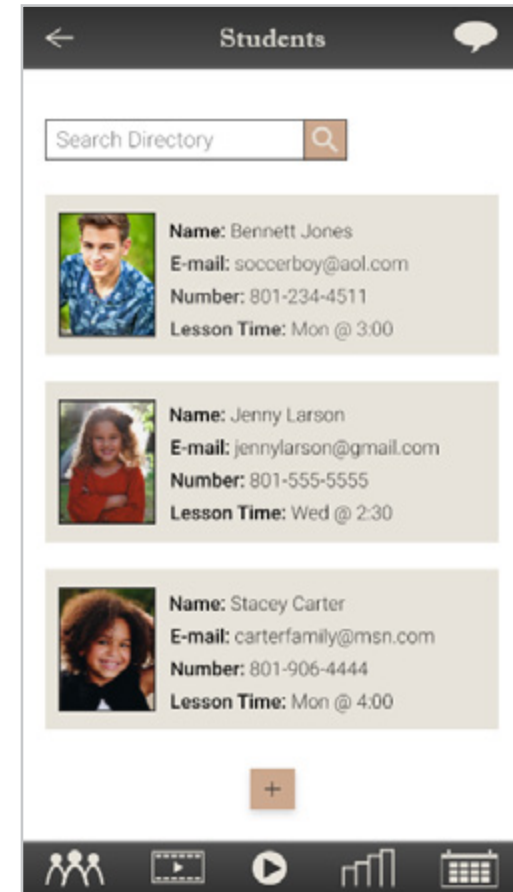 Students
Search Directory
Name: Bennett Jones
E-mail: soccerboy@aol.com
Number: 801-234-4511
Lesson Time: Mon @ 3:00
Name: Jenny Larson
E-mail: jennylarson@gmail.com
Number: 801-555-5555
Lesson Time: Wed @ 2:30
Name: Stacey Carter
E-mail: carterfamily@msn.com
Number: 801-906-4444
Lesson Time: Mon @ 4:00
+